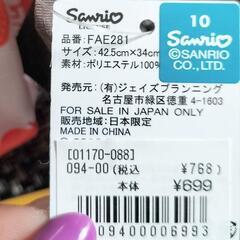 Sanrio
品番:FAE281
サイズ:42.5cm×34cm
素材:ポリエステル100%
10
Sanrio
©SANRIO
CO.,LTD.
発売元:(有)ジェイズプランニング
名古屋市緑区徳重 4-1603
FOR SALE IN JAPAN ONLY
販売地域:日本限定
MADE IN CHINA
[01170-088]
094-00(税込 ¥768)
本体 ¥699
094000006993